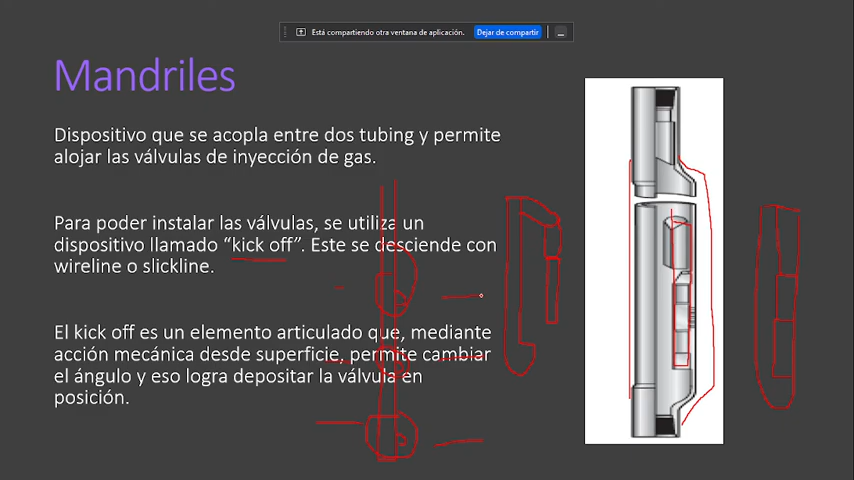 Está compartiendo otra ventana de aplicación.
Dejar de compartir
Mandriles
Dispositivo que se acopla entre dos tubing y permite
alojar las válvulas de inyección de gas.
Para poder instalar las válvulas, se utiliza un
dispositivo llamado “kick off”. Este se desciende con
wireline o slickline.
El kick off es un elemento articulado que, mediante
acción mecánica desde superficie, permite cambiar
el ángulo y eso logra depositar la válvula en
posición.